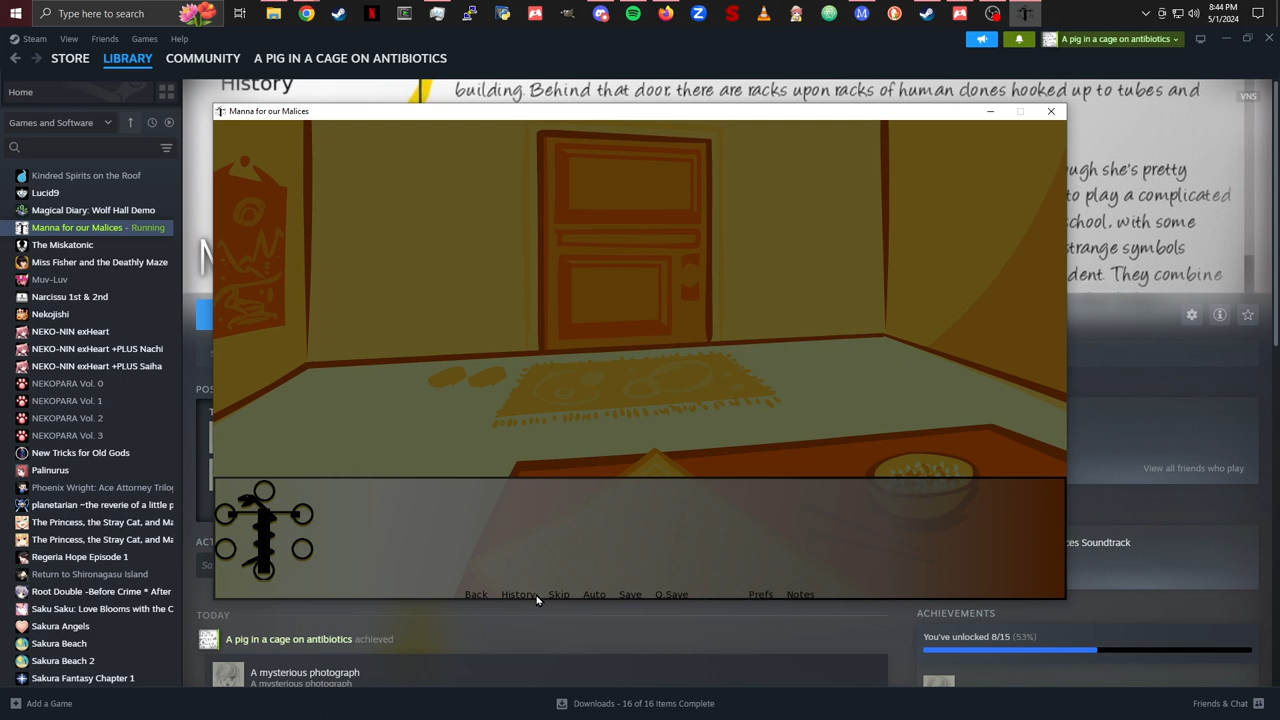 Type here to search
8:44 PM
5/1/2024
Steam View Friends Games Help
A pig in a cage on antibiotics
STORE LIBRARY COMMUNITY A PIG IN A CAGE ON ANTIBIOTICS
Home
History
building. Behind that door, there are racks upon racks of human clones hooked up to tubes and
VNS
Manna for our Malices
Games and Software
ugh she's pretty
to play a complicated
school, with some
strange symbols
dent. They combine
Kindred Spirits on the Roof
Lucid9
Magical Diary: Wolf Hall Demo
Manna for our Malices - Running
The Miskatonic
Miss Fisher and the Deathly Maze
Muv-Luv
Narcissu 1st & 2nd
Nekojishi
NEKO-NIN exHeart
NEKO-NIN exHeart +PLUS Nachi
NEKO-NIN exHeart +PLUS Saiha
NEKOPARA Vol. 0
NEKOPARA Vol. 1
NEKOPARA Vol. 2
NEKOPARA Vol. 3
New Tricks for Old Gods
Palinurus
Phoenix Wright: Ace Attorney Trilog
planetarian ~the reverie of a little p
The Princess, the Stray Cat, and Ma
The Princess, the Stray Cat, and Ma
Regeria Hope Episode 1
Return to Shironagasu Island
Root Double -Before Crime * After
Saku Saku: Love Blooms with the C
Sakura Angels
Sakura Beach
Sakura Beach 2
Sakura Fantasy Chapter 1
View all friends who play
ces Soundtrack
Back History Skip Auto Save Q.Save Prefs Notes
TODAY
A pig in a cage on antibiotics achieved
A mysterious photograph
A mysterious photograph
ACHIEVEMENTS
You've unlocked 8/15 (53%)
Add a Game
Downloads - 16 of 16 Items Complete
Friends & Chat